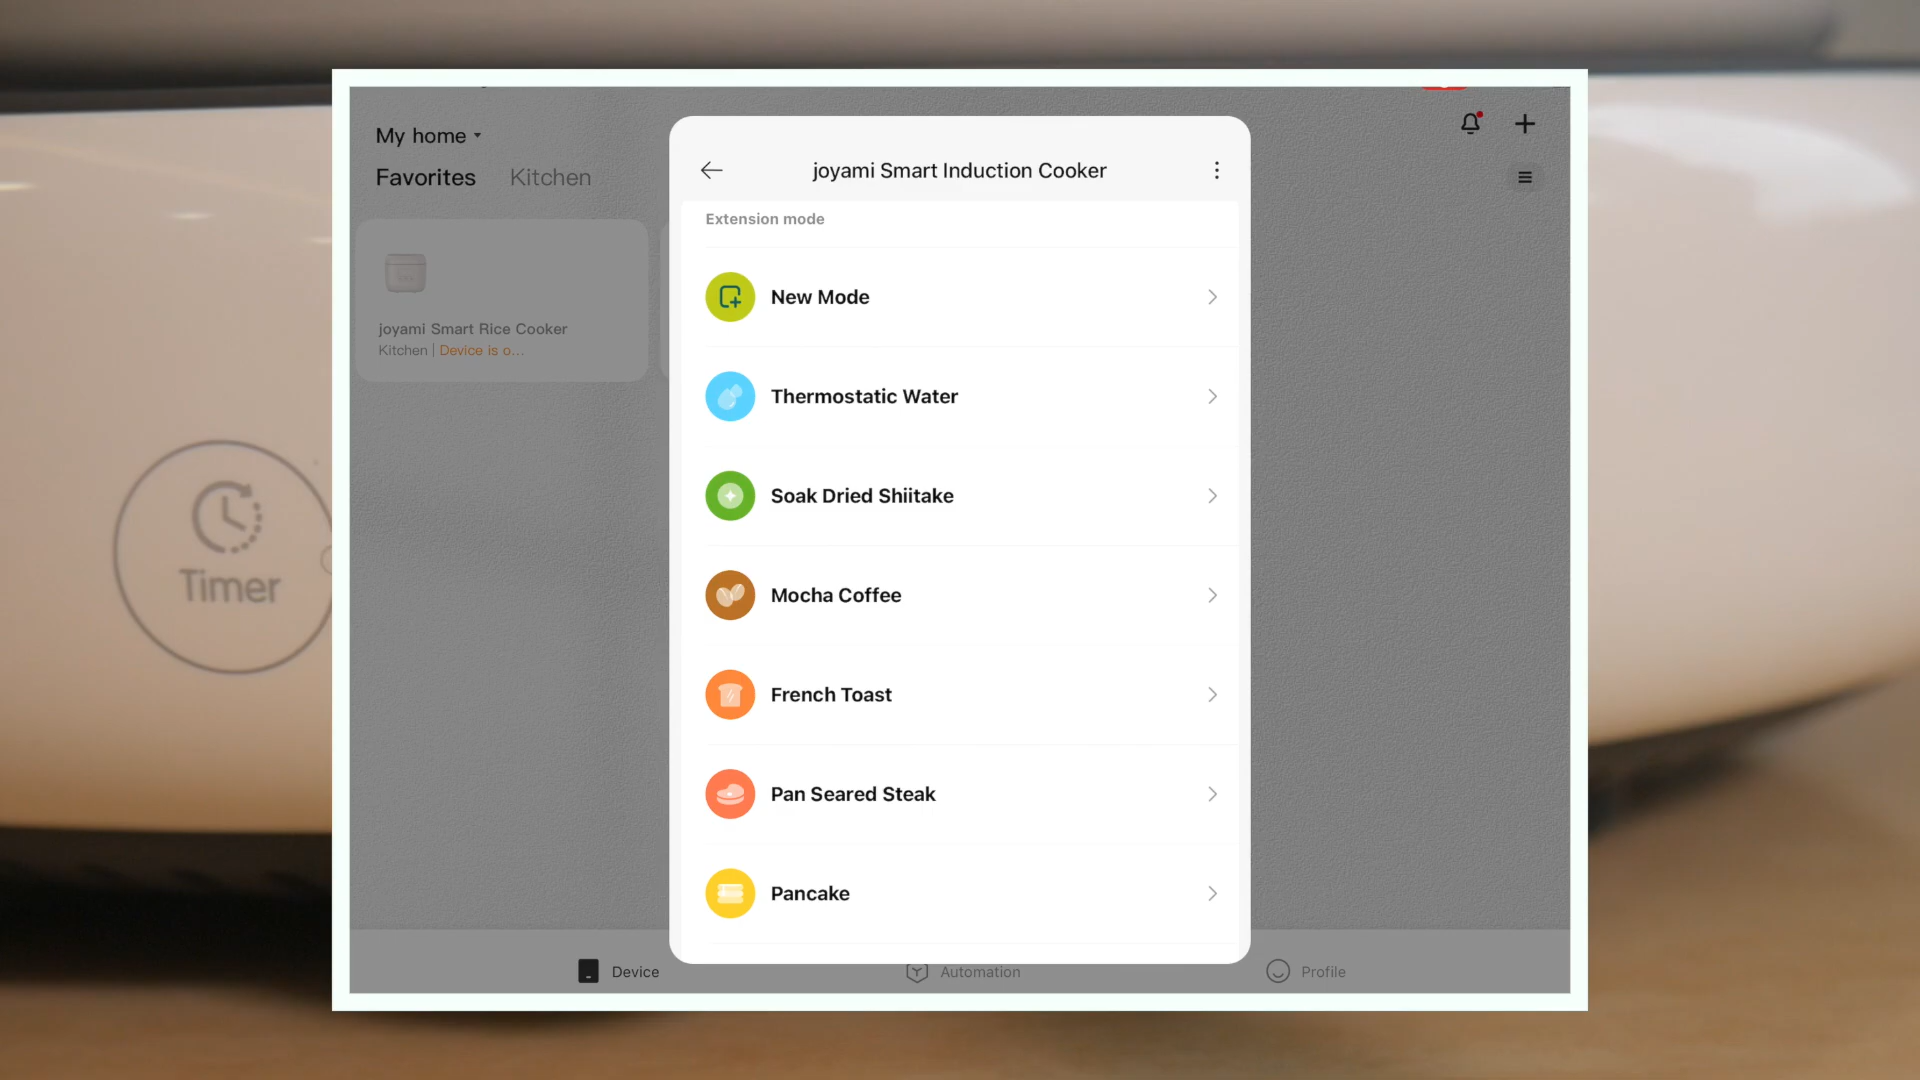 My home
Favorites
Kitchen
joyami Smart Rice Cooker
Kitchen | Device is o...
joyami Smart Induction Cooker
Extension mode
New Mode
Thermostatic Water
Soak Dried Shiitake
Mocha Coffee
French Toast
Pan Seared Steak
Pancake
Device
Automation
Profile
Timer